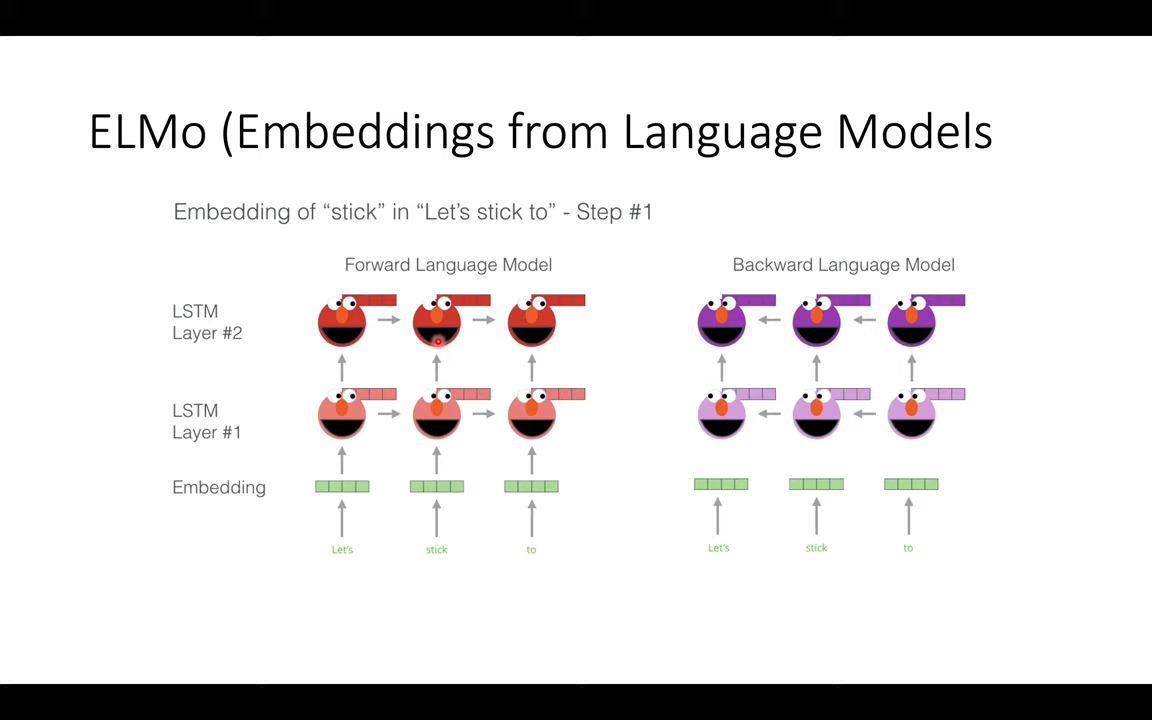 ELMo (Embeddings from Language Models
Embedding of “stick” in “Let’s stick to” - Step #1
Forward Language Model
Backward Language Model
LSTM
Layer #2
LSTM
Layer #1
Embedding
Let's stick to
Let's stick to